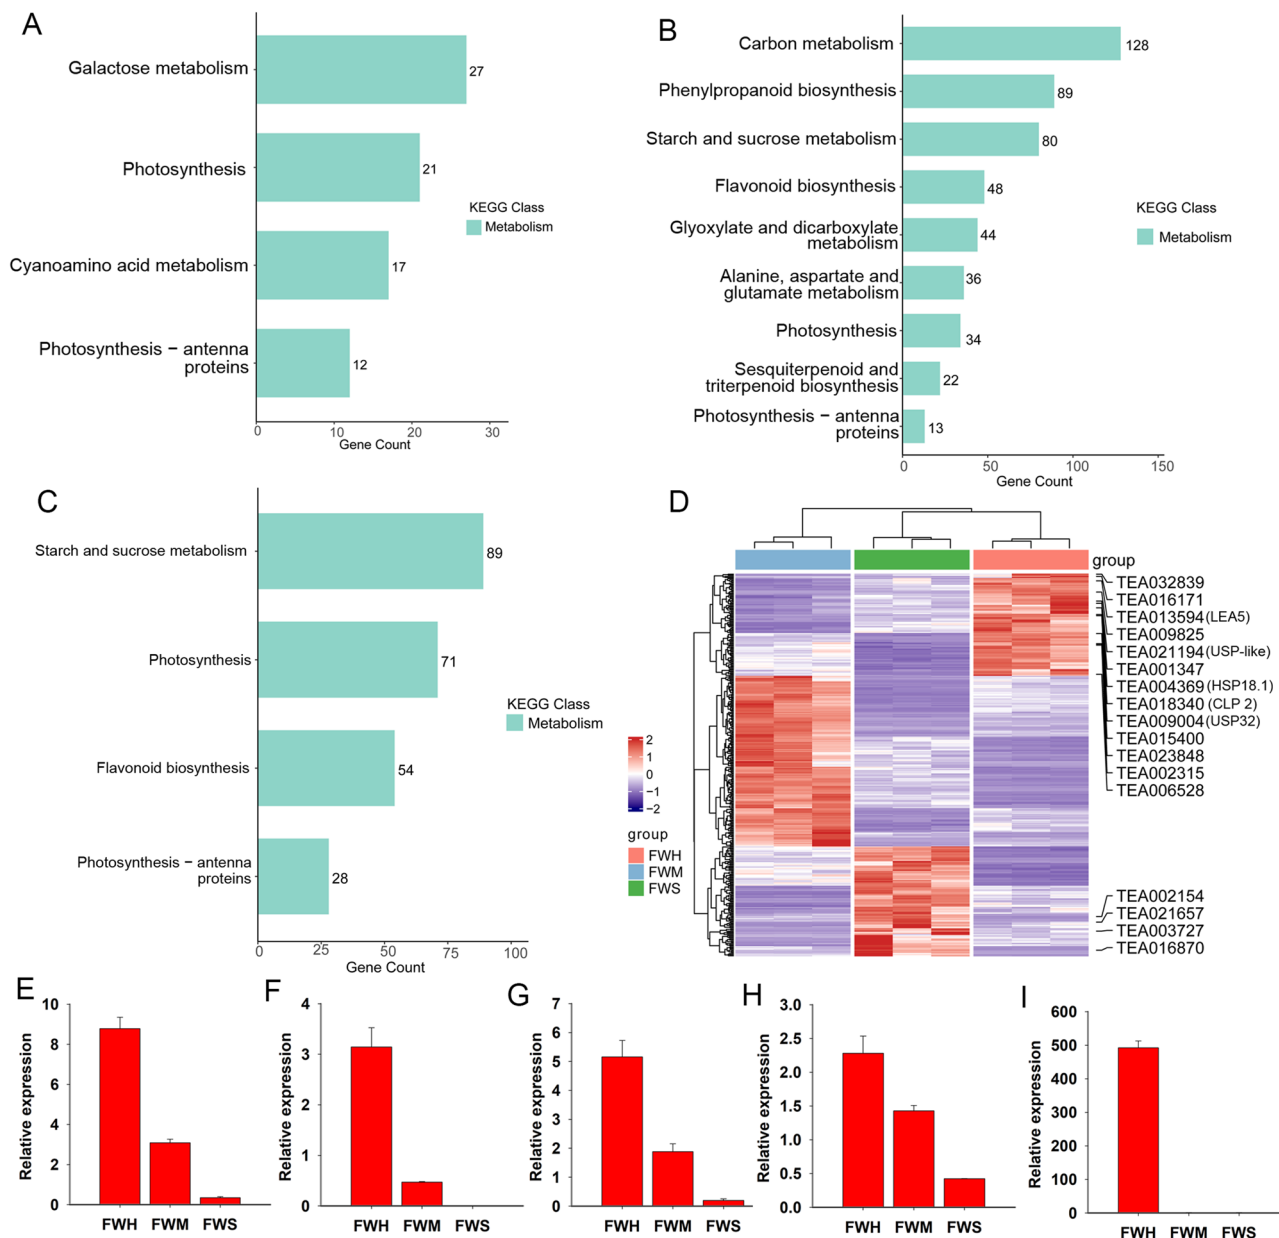 A
Galactose metabolism
27
Photosynthesis
21
Cyanoamino acid metabolism
17
Photosynthesis − antenna
proteins
12
0
10
20
30
Gene Count
KEGG Class
Metabolism
B
Carbon metabolism
128
Phenylpropanoid biosynthesis
89
Starch and sucrose metabolism
80
Flavonoid biosynthesis
48
Glyoxylate and dicarboxylate
metabolism
44
Alanine, aspartate and
glutamate metabolism
36
Photosynthesis
34
Sesquiterpenoid and
triterpenoid biosynthesis
22
Photosynthesis − antenna
proteins
13
0
50
100
150
Gene Count
KEGG Class
Metabolism
C
Starch and sucrose metabolism
89
Photosynthesis
71
Flavonoid biosynthesis
54
Photosynthesis − antenna
proteins
28
0
25
50
75
100
Gene Count
KEGG Class
Metabolism
D
group
TEA032839
TEA016171
TEA013594 (LEA5)
TEA009825
TEA021194 (USP-like)
TEA001347
TEA004369 (HSP18.1)
TEA018340 (CLP 2)
TEA009004 (USP32)
TEA015400
TEA023848
TEA002315
TEA006528
TEA002154
TEA021657
TEA003727
TEA016870
2
1
0
−1
−2
group
FWH
FWM
FWS
E
Relative expression
10
8
6
4
2
0
FWH FWM FWS
F
Relative expression
4
3
2
1
0
FWH FWM FWS
G
Relative expression
7
6
5
4
3
2
1
0
FWH FWM FWS
H
Relative expression
3.0
2.5
2.0
1.5
1.0
0.5
0.0
FWH FWM FWS
I
Relative expression
600
500
400
300
200
100
0
FWH FWM FWS